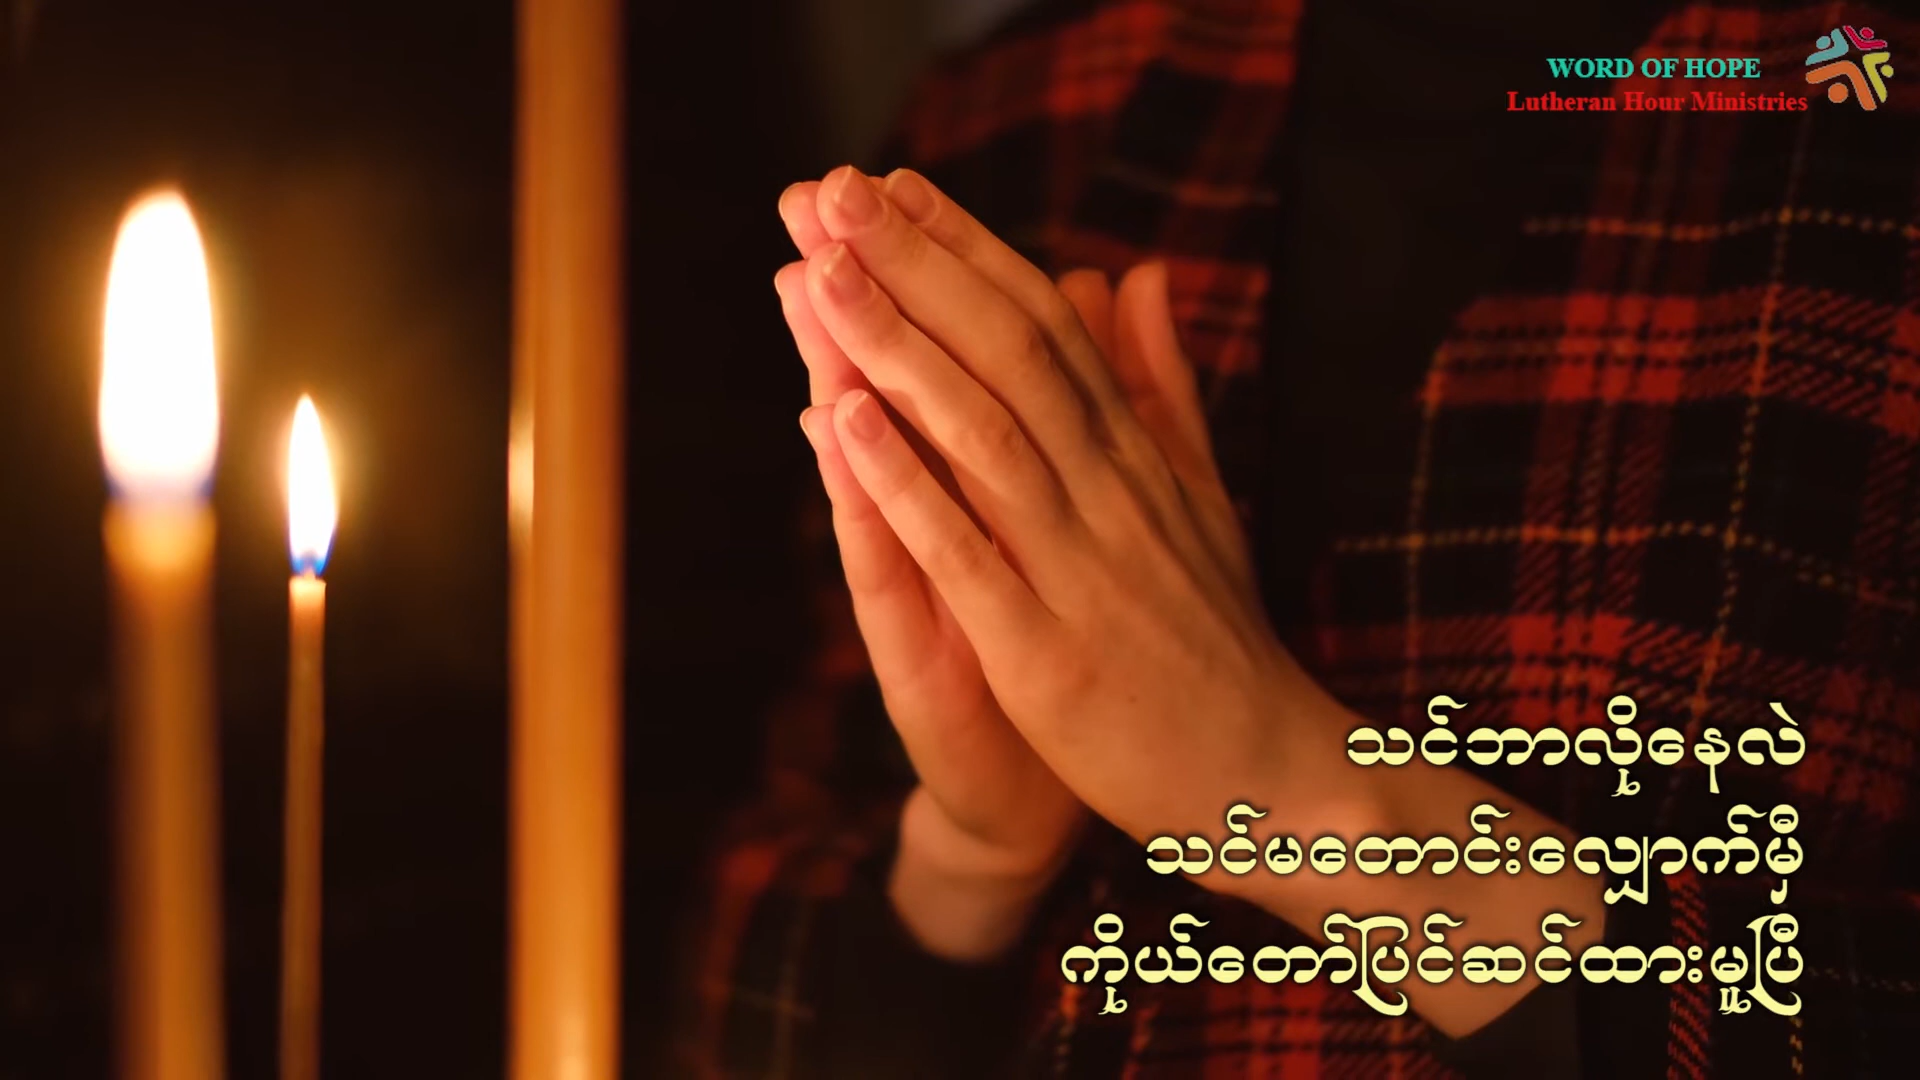 WORD OF HOPE
Lutheran Hour Ministries
သင်ဘာလိုနေလဲ
သင်မတောင်းလျှောက်မှီ
ကိုယ်တော်ပြင်ဆင်ထားမူပြီ